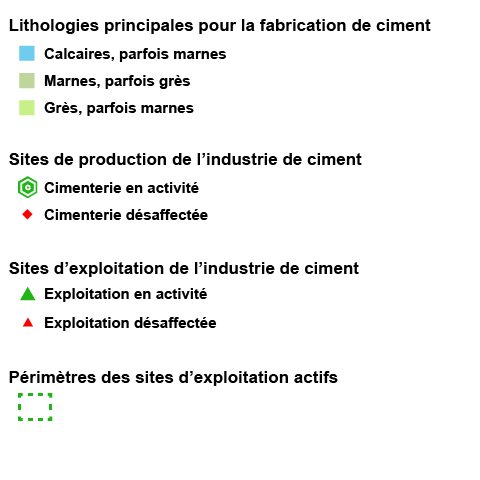 Lithologies principales pour la fabrication de ciment
Calcaires, parfois marnes
Marnes, parfois grès
Grès, parfois marnes
Sites de production de l’industrie de ciment
Cimenterie en activité
Cimenterie désaffectée
Sites d’exploitation de l’industrie de ciment
Exploitation en activité
Exploitation désaffectée
Périmètres des sites d’exploitation actifs